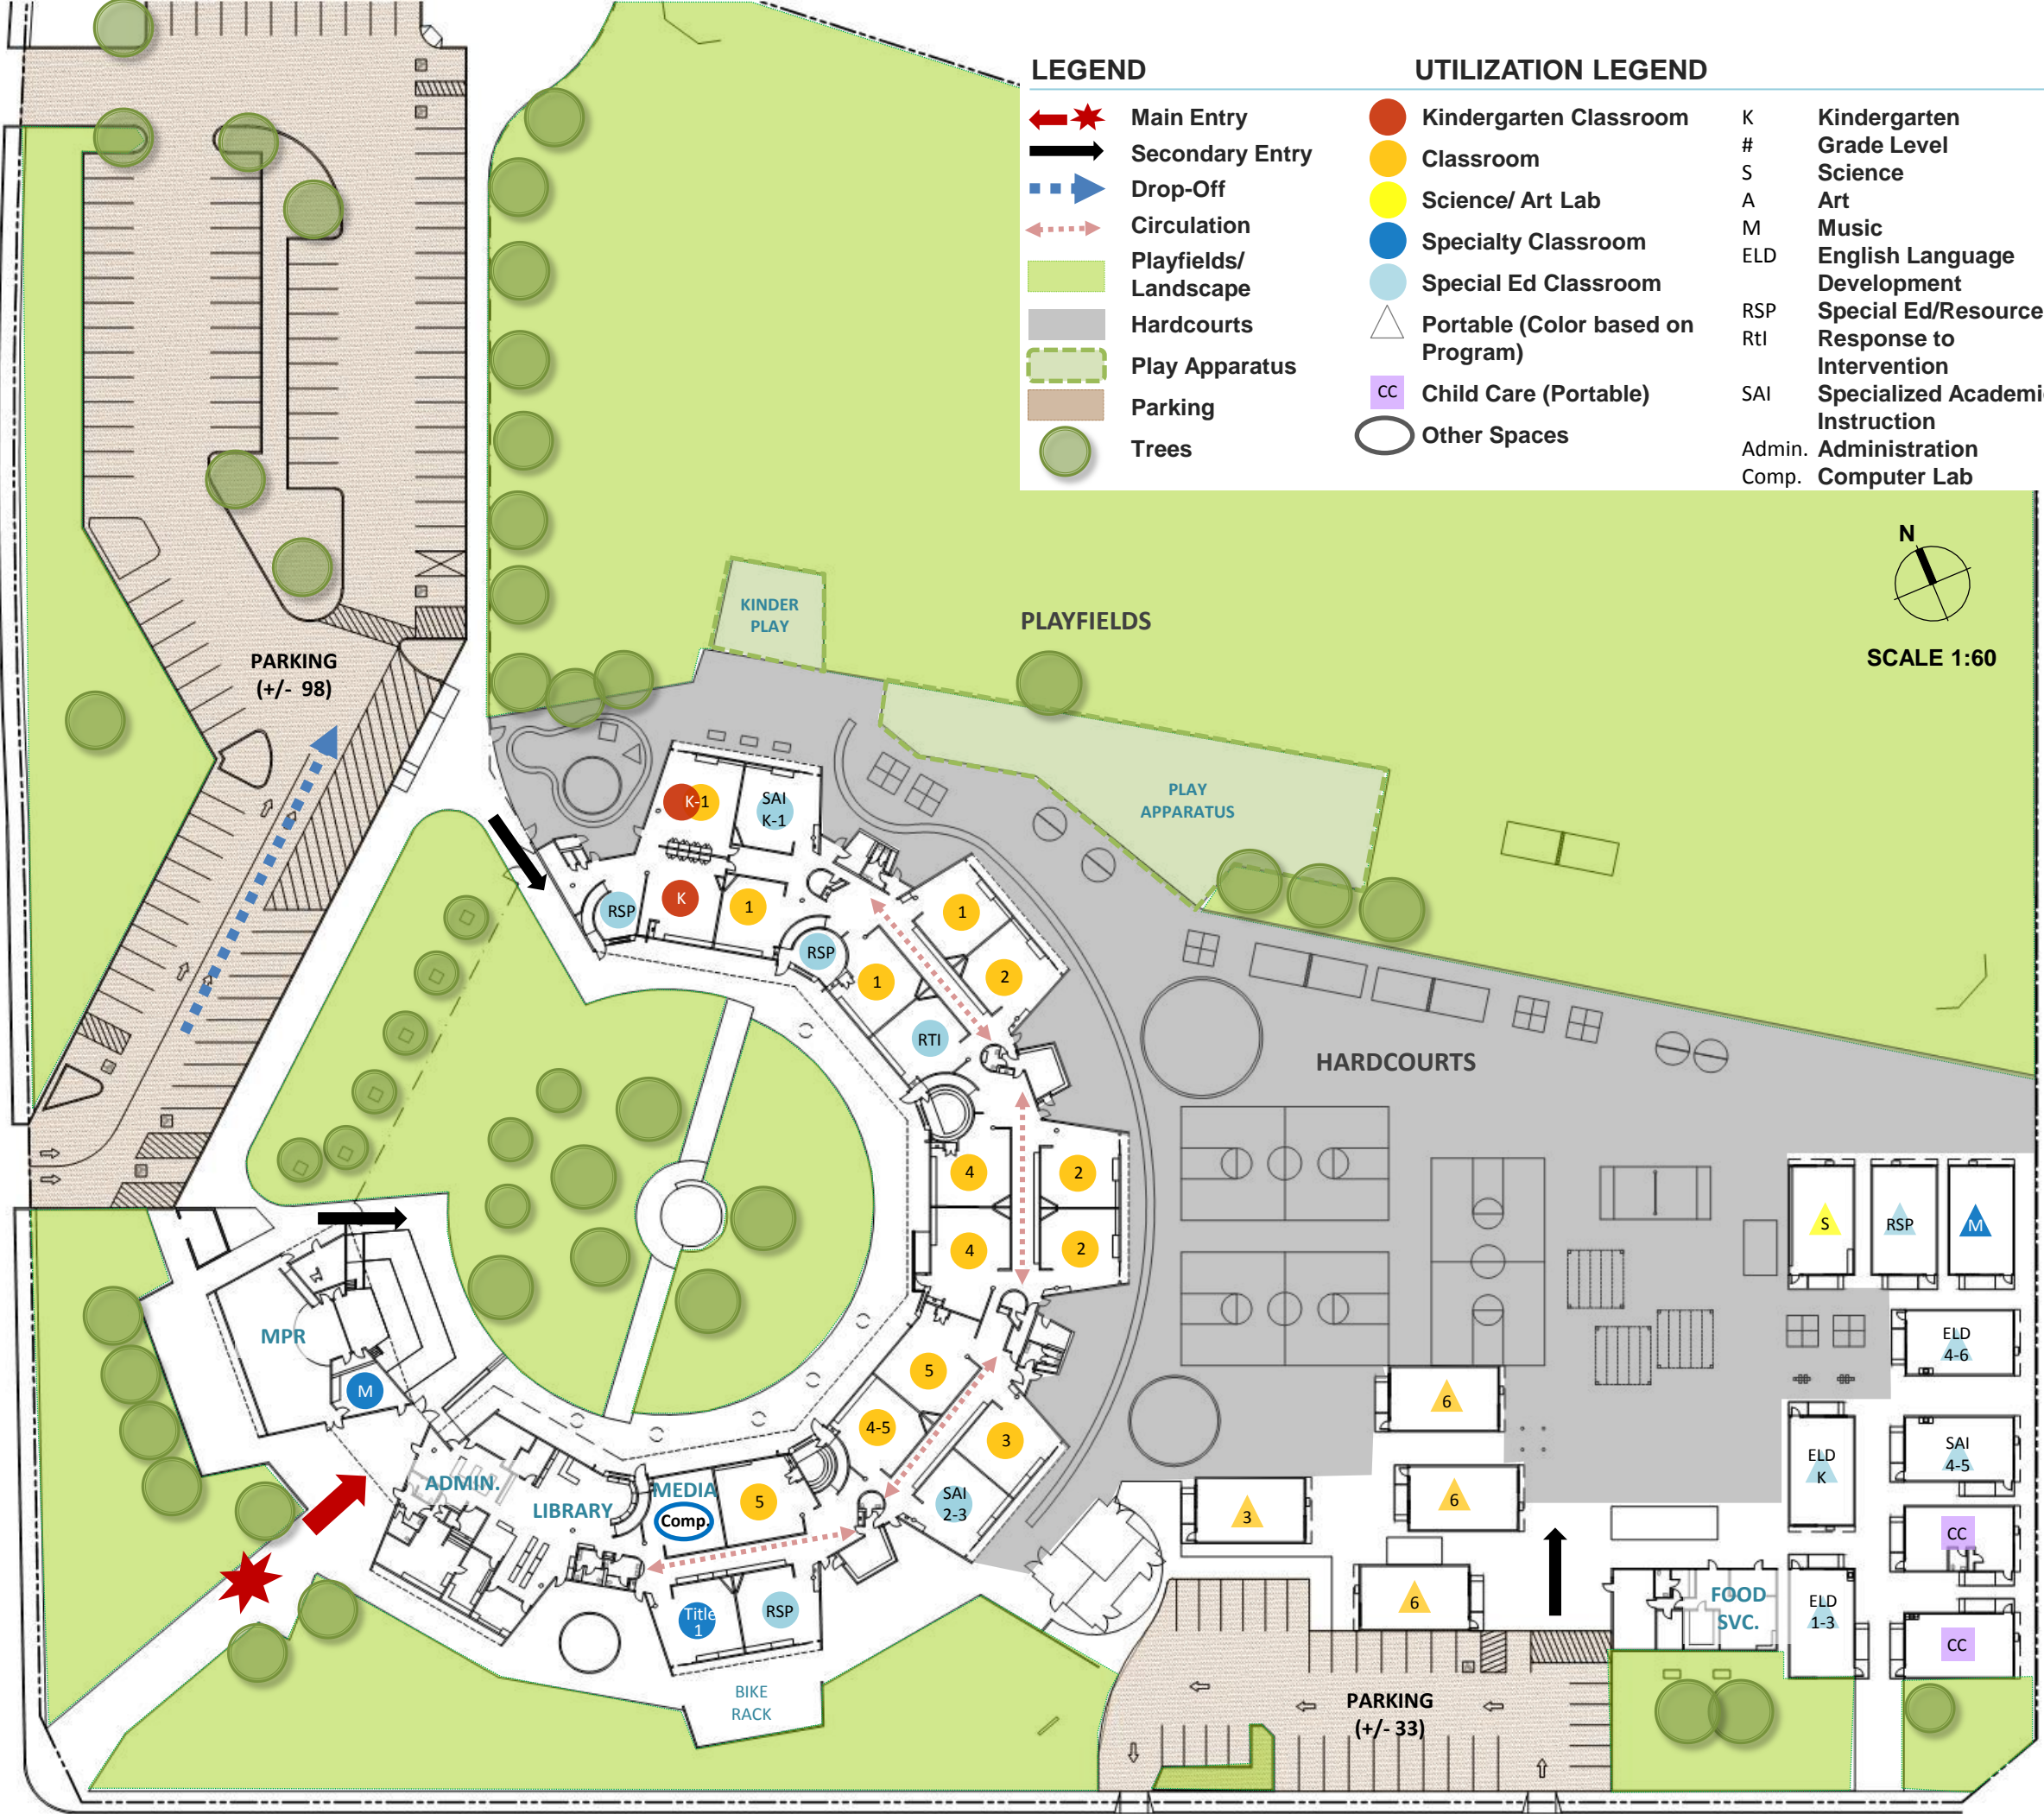 LEGEND
Main Entry
Secondary Entry
Drop-Off
Circulation
Playfields/
Landscape
Hardcourts
Play Apparatus
Parking
Trees
UTILIZATION LEGEND
Kindergarten Classroom
Classroom
Science/ Art Lab
Specialty Classroom
Special Ed Classroom
Portable (Color based on
Program)
CC Child Care (Portable)
Other Spaces
K Kindergarten
# Grade Level
S Science
A Art
M Music
ELD English Language
Development
RSP Special Ed/Resource
RtI Response to
Intervention
SAI Specialized Academi
Instruction
Admin. Administration
Comp. Computer Lab
N
SCALE 1:60
PARKING
(+/- 98)
KINDER
PLAY
PLAYFIELDS
PLAY
APPARATUS
HARDCOURTS
K-1
SAI
K-1
RSP
K
1
RSP
1
1
2
RTI
4
2
4
2
5
4-5
3
SAI
2-3
MPR
M
ADMIN.
LIBRARY
MEDIA
Comp.
5
Title
1
RSP
BIKE
RACK
S
RSP
M
ELD
4-6
6
ELD
K
SAI
4-5
3
6
CC
6
FOOD
SVC.
ELD
1-3
CC
PARKING
(+/- 33)